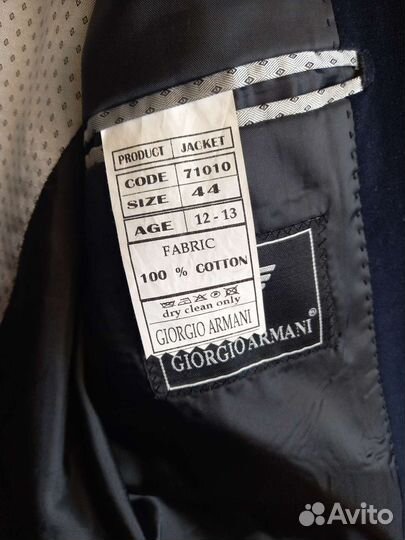 PRODUCT JACKET
CODE 71010
SIZE 44
AGE 12-13
FABRIC
100 % COTTON
dry clean only
GIORGIO ARMANI
GIORGIO ARMANI®
Avito